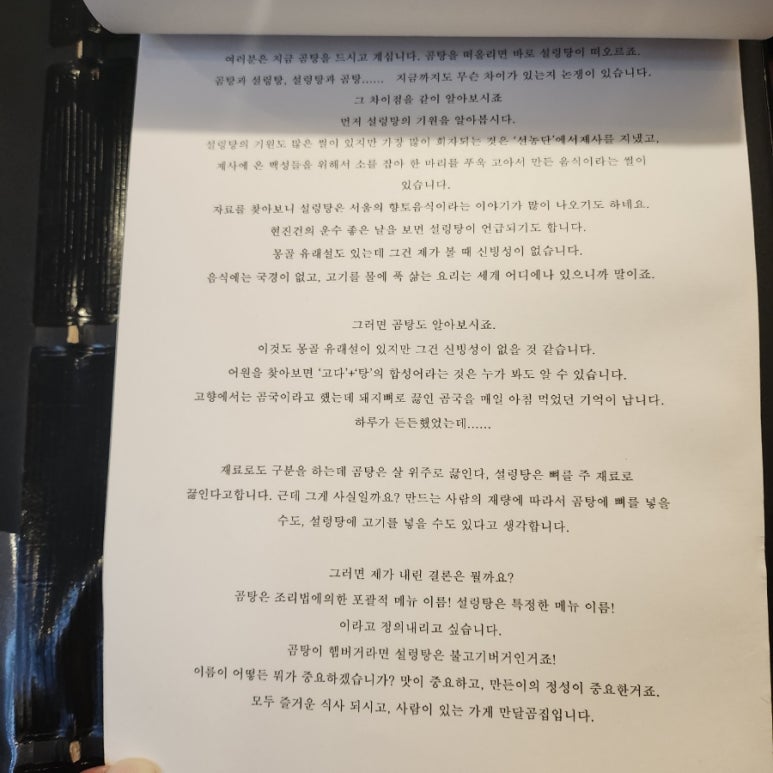 여러분은 지금 곰탕을 드시고 계십니다. 곰탕을 떠올리면 바로 설렁탕이 떠오르죠.
곰탕과 설렁탕, 설렁탕과 곰탕...... 지금까지도 무슨 차이가 있는지 논쟁이 있습니다.
그 차이점을 같이 알아보시죠
먼저 설렁탕의 기원을 알아봅시다.
설렁탕의 기원도 많은 썰이 있지만 가장 많이 회자되는 것은 '선농단'에서제사를 지냈고,
제사에 온 백성들을 위해서 소를 잡아 한 마리를 푸욱 고아서 만든 음식이라는 썰이
있습니다.
자료를 찾아보니 설렁탕은 서울의 향토음식이라는 이야기가 많이 나오기도 하네요.
현진건의 운수 좋은 날을 보면 설렁탕이 언급되기도 합니다.
몽골 유래설도 있는데 그건 제가 볼 때 신빙성이 없습니다.
음식에는 국경이 없고, 고기를 물에 푹 삶는 요리는 세계 어디에나 있으니까 말이죠.
그러면 곰탕도 알아보시죠.
이것도 몽골 유래설이 있지만 그건 신빙성이 없을 것 같습니다.
어원을 찾아보면 '고다'+'탕'의 합성어라는 것은 누가 봐도 알 수 있습니다.
고향에서는 곰국이라고 했는데 돼지뼈로 끓인 곰국을 매일 아침 먹었던 기억이 납니다.
하루가 든든했었는데......
재료로도 구분을 하는데 곰탕은 살 위주로 끓인다, 설렁탕은 뼈를 주 재료로
끓인다고합니다. 근데 그게 사실일까요? 만드는 사람의 재량에 따라서 곰탕에 뼈를 넣을
수도, 설렁탕에 고기를 넣을 수도 있다고 생각합니다.
그러면 제가 내린 결론은 뭘까요?
곰탕은 조리법에의한 포괄적 메뉴 이름! 설렁탕은 특정한 메뉴 이름!
이라고 정의내리고 싶습니다.
곰탕이 햄버거라면 설렁탕은 불고기버거인거죠!
이름이 어떻든 뭐가 중요하겠습니까? 맛이 중요하고, 만든이의 정성이 중요한거죠.
모두 즐거운 식사 되시고, 사람이 있는 가게 만달곰집입니다.